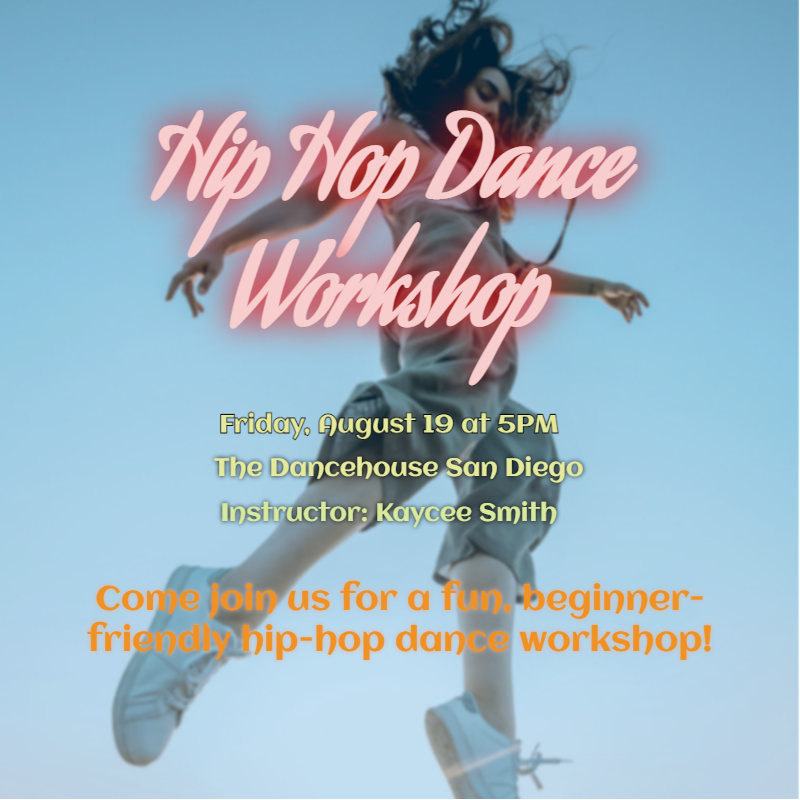 Hip Hop Dance
Workshop
Friday, August 19 at 5PM
The Dancehouse San Diego
Instructor: Kaycee Smith
Come join us for a fun, beginner-
friendly hip-hop dance workshop!